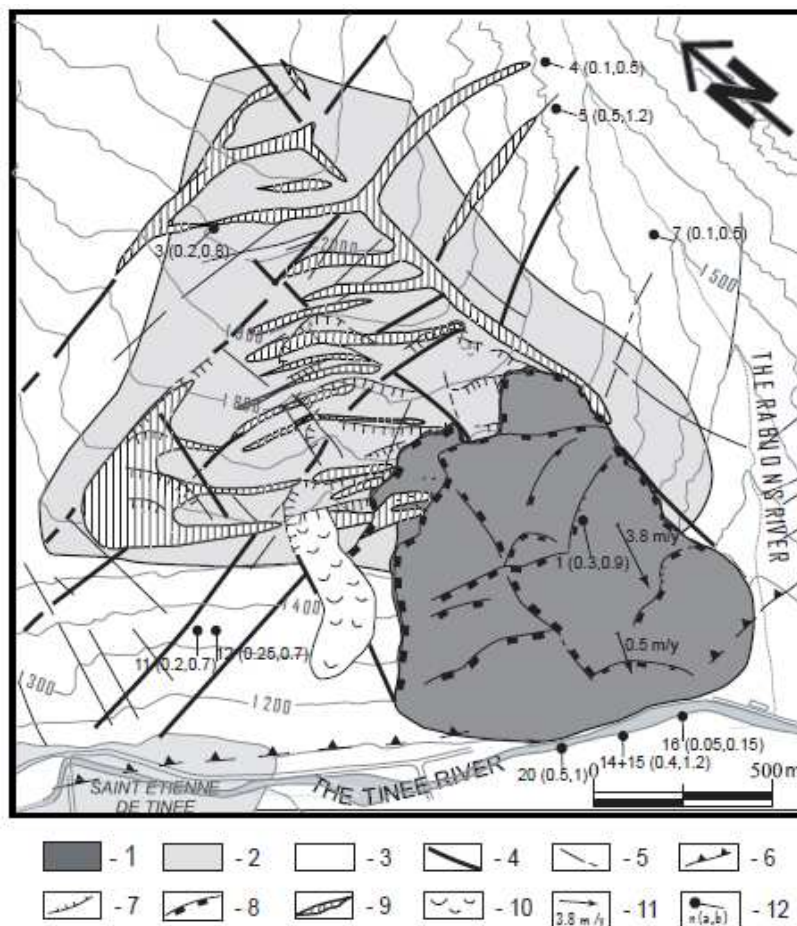 N
4 (0.1,0.5)
5 (0.5,1.2)
7 (0.1,0.5)
3 (0.2,0.6)
2000
1500
THE RABUONS RIVER
3.8 m/y
1 (0.3,0.9)
0.5 m/y
1400
11 (0.2,0.7)
12 (0.25,0.7)
1300
1200
16 (0.05,0.15)
14+15 (0.4,1.2)
20 (0.5,1)
SAINT ETIENNE
DE TINEE
THE TINEE RIVER
0 500 m
- 1 - 2 - 3 - 4 - 5 - 6
- 7 - 8 - 9 - 10 3.8 m/s - 11 n(a,b) - 12